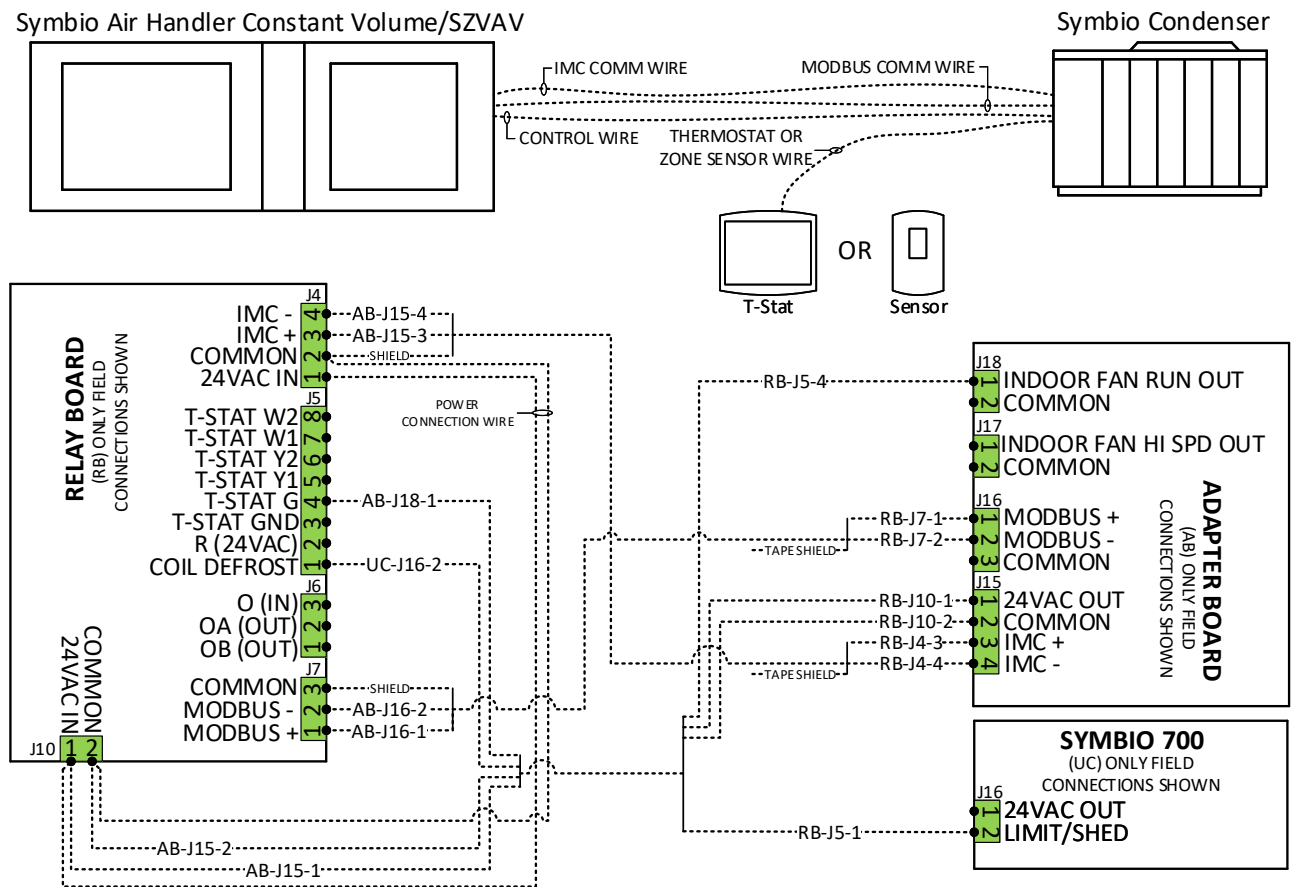 Symbio Air Handler Constant Volume/SZVAV
Symbio Condenser
IMC COMM WIRE
MODBUS COMM WIRE
CONTROL WIRE
THERMOSTAT OR
ZONE SENSOR WIRE
OR
T-Stat
Sensor
RELAY BOARD
(RB) ONLY FIELD
CONNECTIONS SHOWN
J4
IMC - 4 AB-J15-4
IMC + 3 AB-J15-3
COMMON 2 SHIELD
24VAC IN 1
POWER
CONNECTION WIRE
J5
T-STAT W2 8
T-STAT W1 7
T-STAT Y2 6
T-STAT Y1 5
T-STAT G 4 AB-J18-1
T-STAT GND 3
R (24VAC) 2
COIL DEFROST 1 UC-J16-2
J6
O (IN) 3
OA (OUT) 2
OB (OUT) 1
J7
COMMON 3 SHIELD
MODBUS - 2 AB-J16-2
MODBUS + 1 AB-J16-1
24VAC IN
COMMON
J10 1 2
AB-J15-2
AB-J15-1
ADAPTER BOARD
(AB) ONLY FIELD
CONNECTIONS SHOWN
J18
RB-J5-4 1 INDOOR FAN RUN OUT
2 COMMON
J17
1 INDOOR FAN HI SPD OUT
2 COMMON
J16
RB-J7-1 1 MODBUS +
RB-J7-2 2 MODBUS -
TAPE SHIELD
3 COMMON
J15
RB-J10-1 1 24VAC OUT
RB-J10-2 2 COMMON
RB-J4-3 3 IMC +
RB-J4-4 4 IMC -
TAPE SHIELD
SYMBIO 700
(UC) ONLY FIELD
CONNECTIONS SHOWN
J16
1 24VAC OUT
RB-J5-1 2 LIMIT/SHED